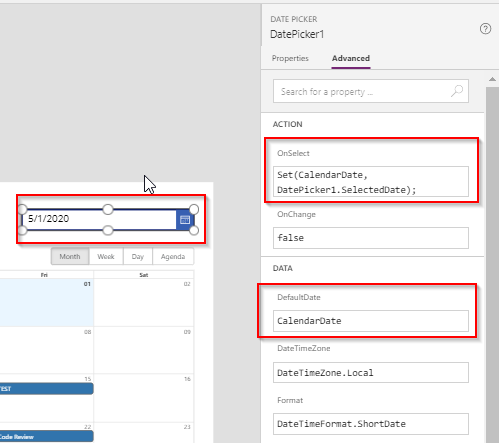 DATE PICKER
DatePicker1
Properties Advanced
Search for a property ...
ACTION
OnSelect
Set(CalendarDate,
DatePicker1.SelectedDate);
OnChange
false
DATA
DefaultDate
CalendarDate
DateTimeZone
DateTimeZone.Local
Format
DateTimeFormat.ShortDate
5/1/2020
Month Week Day Agenda
Fri Sat
01 02
08 09
15 16
TEST
22 23
Code Review